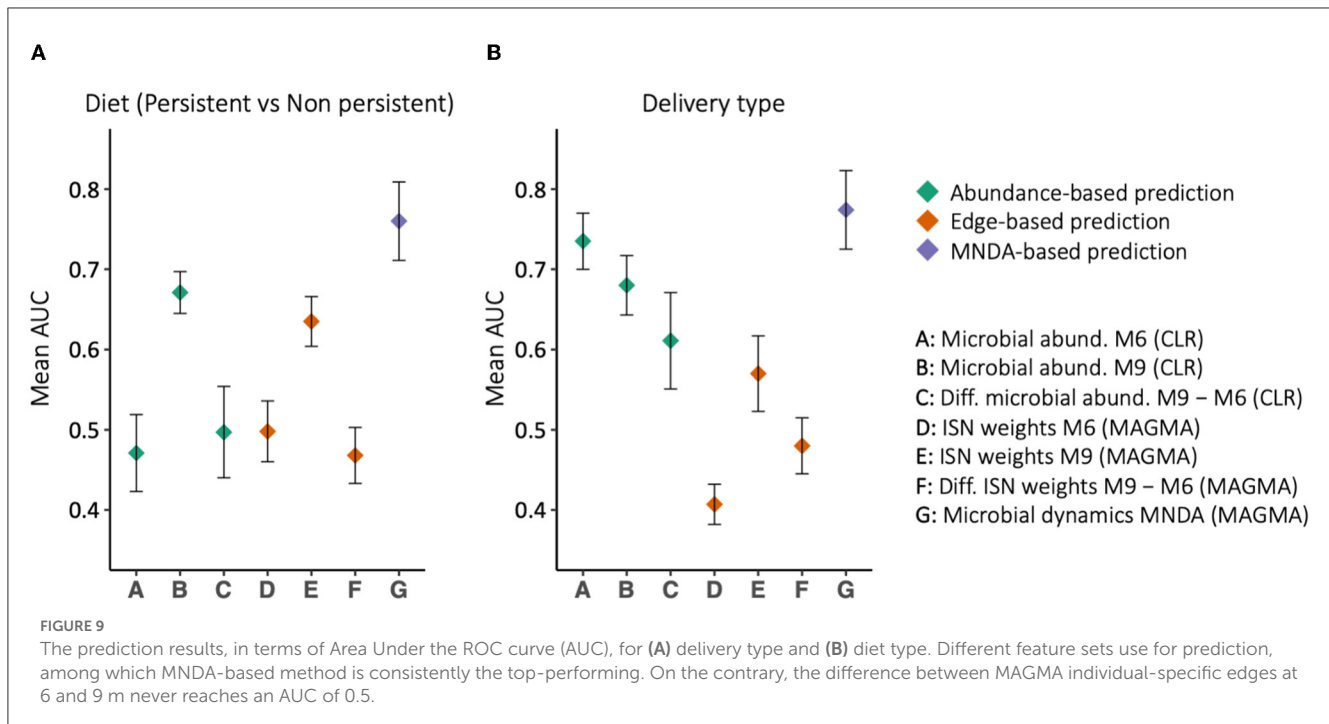 A
Diet (Persistent vs Non persistent)
Mean AUC
0.8
0.7
0.6
0.5
0.4
A B C D E F G
B
Delivery type
Mean AUC
0.8
0.7
0.6
0.5
0.4
A B C D E F G
Abundance-based prediction
Edge-based prediction
MNDA-based prediction
A: Microbial abund. M6 (CLR)
B: Microbial abund. M9 (CLR)
C: Diff. microbial abund. M9 – M6 (CLR)
D: ISN weights M6 (MAGMA)
E: ISN weights M9 (MAGMA)
F: Diff. ISN weights M9 – M6 (MAGMA)
G: Microbial dynamics MNDA (MAGMA)
FIGURE 9
The prediction results, in terms of Area Under the ROC curve (AUC), for (A) delivery type and (B) diet type. Different feature sets use for prediction,
among which MNDA-based method is consistently the top-performing. On the contrary, the difference between MAGMA individual-specific edges at
6 and 9 m never reaches an AUC of 0.5.